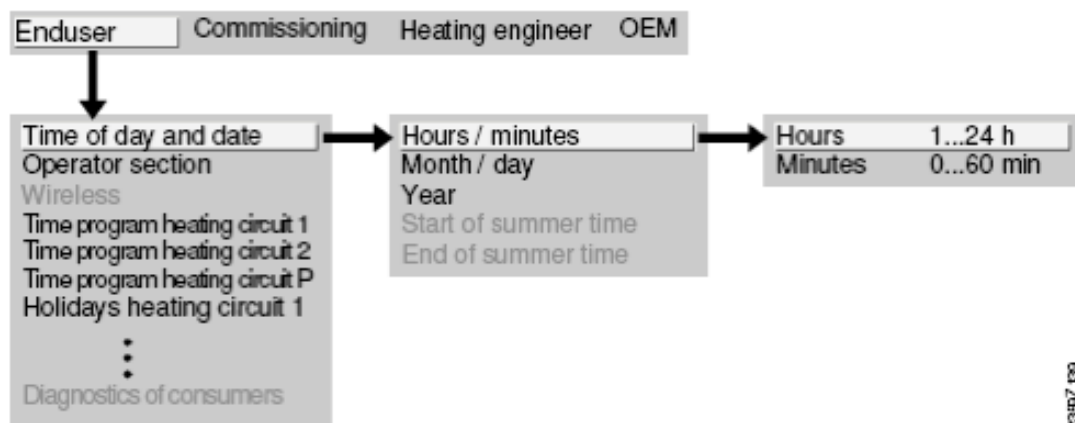 Enduser Commissioning Heating engineer OEM
Time of day and date
Operator section
Wireless
Time program heating circuit 1
Time program heating circuit 2
Time program heating circuit P
Holidays heating circuit 1
Diagnostics of consumers
Hours / minutes
Month / day
Year
Start of summer time
End of summer time
Hours 1...24 h
Minutes 0...60 min